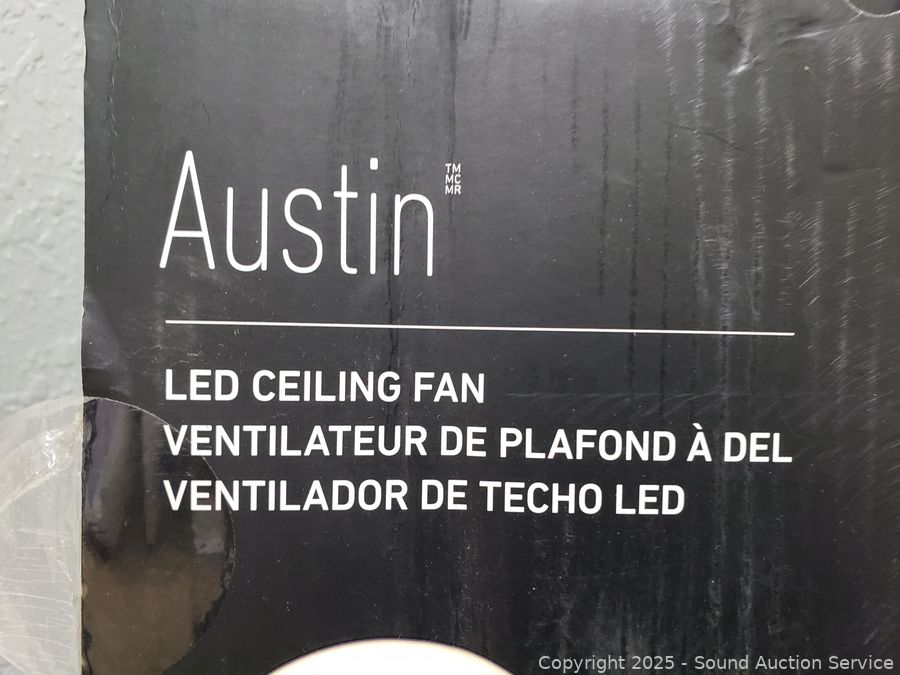 Austin
TM
MC
MR
LED CEILING FAN
VENTILATEUR DE PLAFOND À DEL
VENTILADOR DE TECHO LED
Copyright 2025 - Sound Auction Service